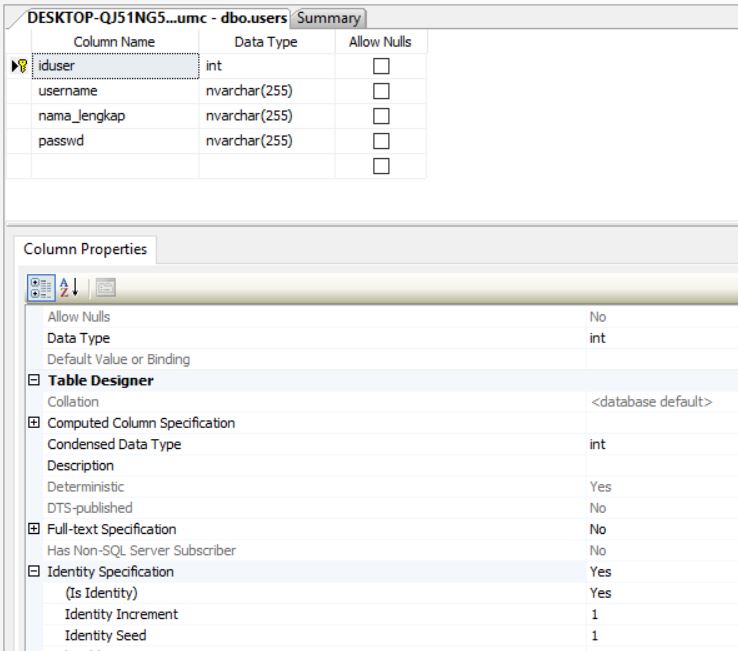 DESKTOP-QJ51NG5...umc - dbo.users Summary
Column Name Data Type Allow Nulls
iduser int
username nvarchar(255)
nama_lengkap nvarchar(255)
passwd nvarchar(255)
Column Properties
Allow Nulls No
Data Type int
Default Value or Binding
Table Designer
Collation <database default>
Computed Column Specification
Condensed Data Type int
Description
Deterministic Yes
DTS-published No
Full-text Specification No
Has Non-SQL Server Subscriber No
Identity Specification Yes
(Is Identity) Yes
Identity Increment 1
Identity Seed 1